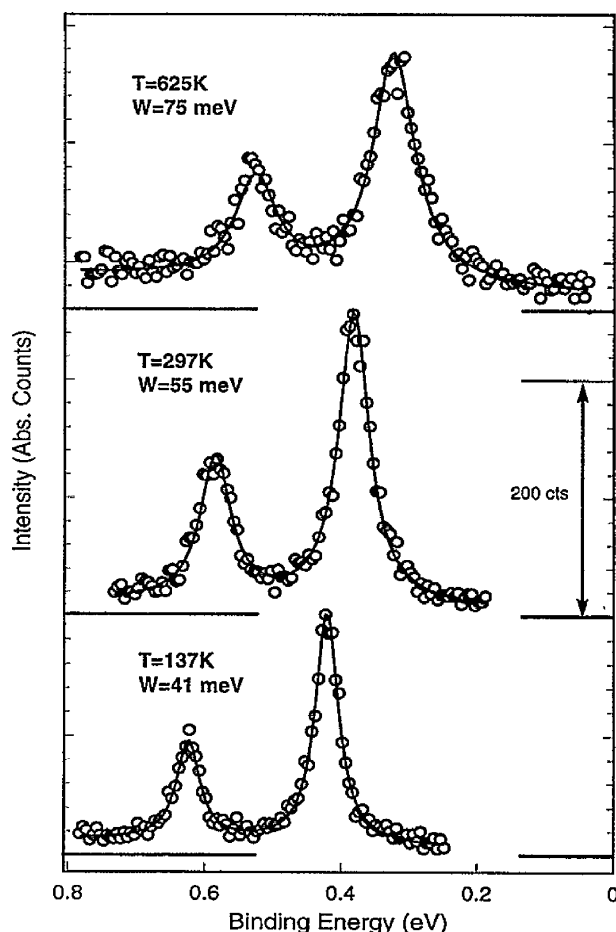 T=625K
W=75 meV
T=297K
W=55 meV
200 cts
T=137K
W=41 meV
Intensity (Abs. Counts)
0.8 0.6 0.4 0.2 0
Binding Energy (eV)